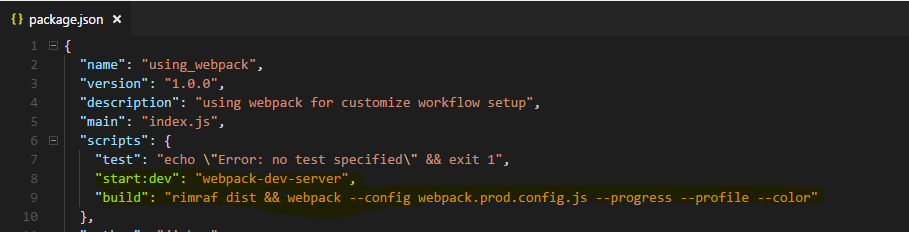 {} package.json ×
1 {
2 "name": "using_webpack",
3 "version": "1.0.0",
4 "description": "using webpack for customize workflow setup",
5 "main": "index.js",
6 "scripts": {
7 "test": "echo \"Error: no test specified\" && exit 1",
8 "start:dev": "webpack-dev-server",
9 "build": "rimraf dist && webpack --config webpack.prod.config.js --progress --profile --color"
10 },